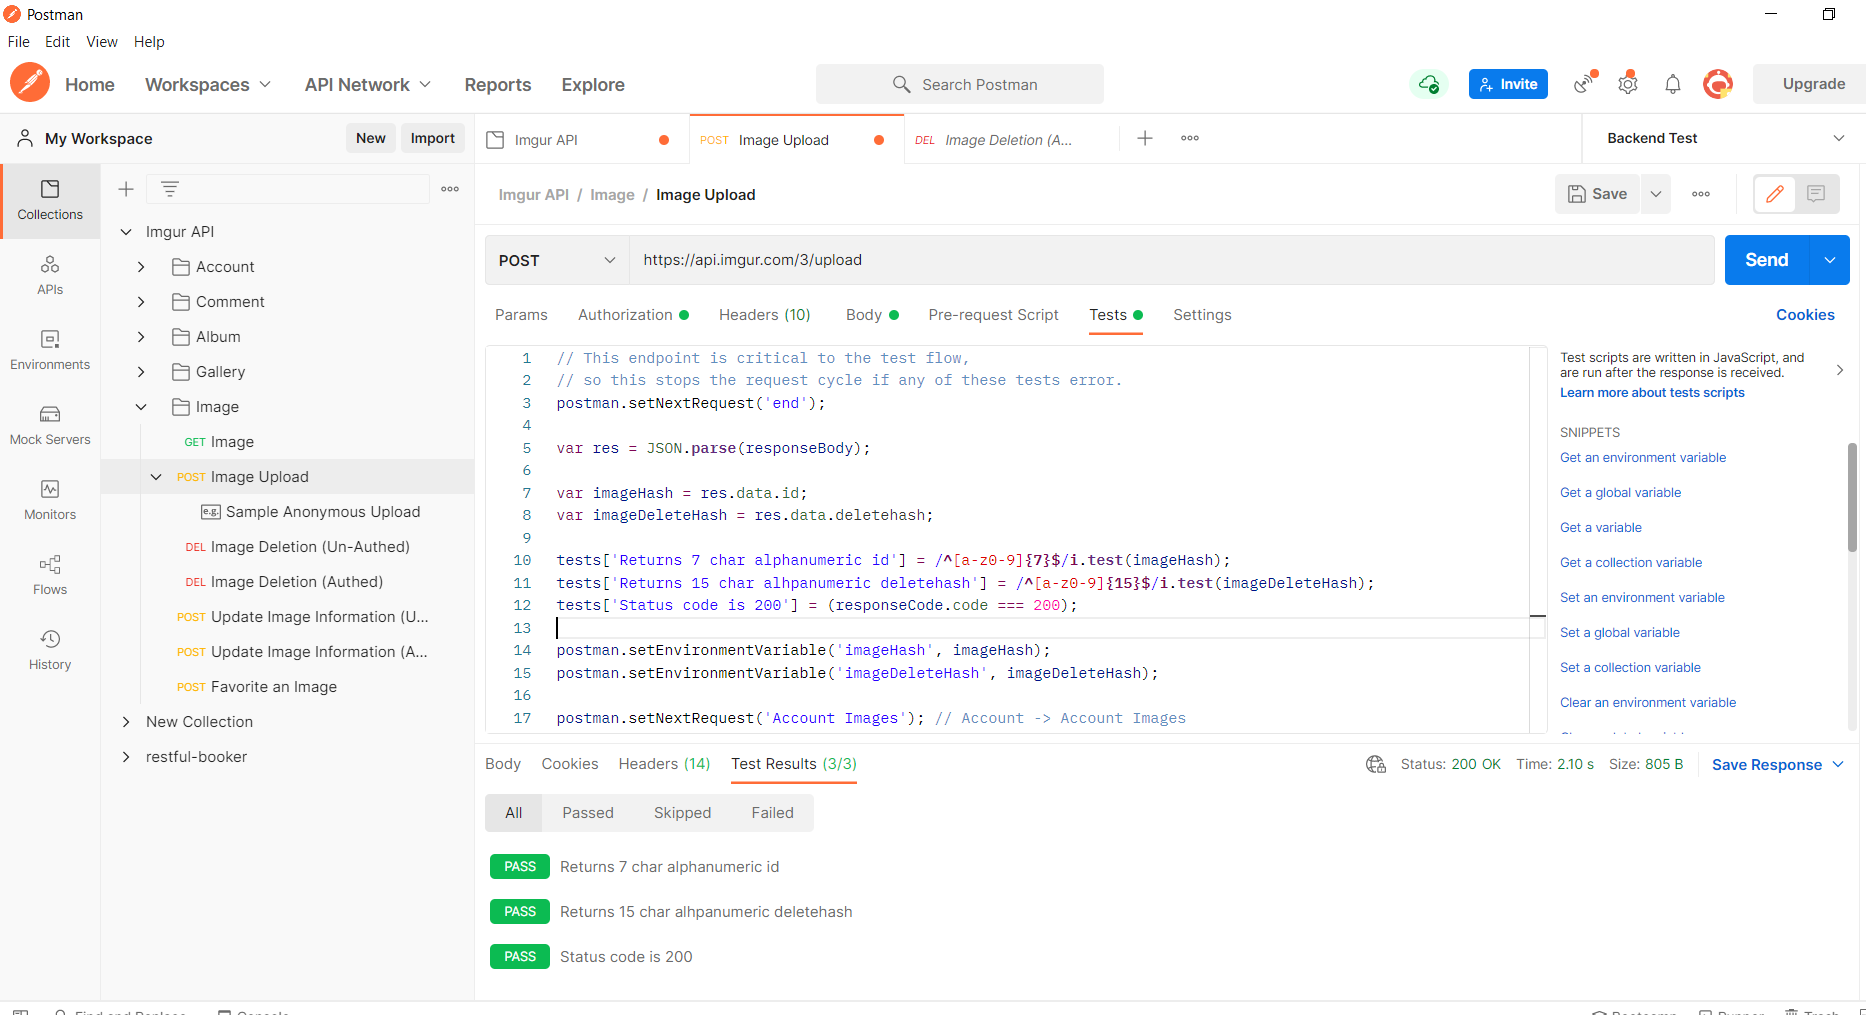 Postman
File Edit View Help
Home Workspaces API Network Reports Explore Search Postman Invite Upgrade
My Workspace New Import
Imgur API POST Image Upload DEL Image Deletion (A... Backend Test
Collections
APIs
Environments
Mock Servers
Monitors
Flows
History
Imgur API
Account
Comment
Album
Gallery
Image
GET Image
POST Image Upload
e.g. Sample Anonymous Upload
DEL Image Deletion (Un-Authed)
DEL Image Deletion (Authed)
POST Update Image Information (U...
POST Update Image Information (A...
POST Favorite an Image
New Collection
restful-booker
Imgur API / Image / Image Upload Save
POST https://api.imgur.com/3/upload Send
Params Authorization Headers (10) Body Pre-request Script Tests Settings Cookies
1 // This endpoint is critical to the test flow,
2 // so this stops the request cycle if any of these tests error.
3 postman.setNextRequest('end');
4
5 var res = JSON.parse(responseBody);
6
7 var imageHash = res.data.id;
8 var imageDeleteHash = res.data.deletehash;
9
10 tests['Returns 7 char alphanumeric id'] = /^[a-z0-9]{7}$/i.test(imageHash);
11 tests['Returns 15 char alhpanumeric deletehash'] = /^[a-z0-9]{15}$/i.test(imageDeleteHash);
12 tests['Status code is 200'] = (responseCode.code === 200);
13
14 postman.setEnvironmentVariable('imageHash', imageHash);
15 postman.setEnvironmentVariable('imageDeleteHash', imageDeleteHash);
16
17 postman.setNextRequest('Account Images'); // Account -> Account Images
Test scripts are written in JavaScript, and
are run after the response is received.
Learn more about tests scripts
SNIPPETS
Get an environment variable
Get a global variable
Get a variable
Get a collection variable
Set an environment variable
Set a global variable
Set a collection variable
Clear an environment variable
Body Cookies Headers (14) Test Results (3/3) Status: 200 OK Time: 2.10 s Size: 805 B Save Response
All Passed Skipped Failed
PASS Returns 7 char alphanumeric id
PASS Returns 15 char alhpanumeric deletehash
PASS Status code is 200
Find and Replace Console Bootcamp Runner Trash